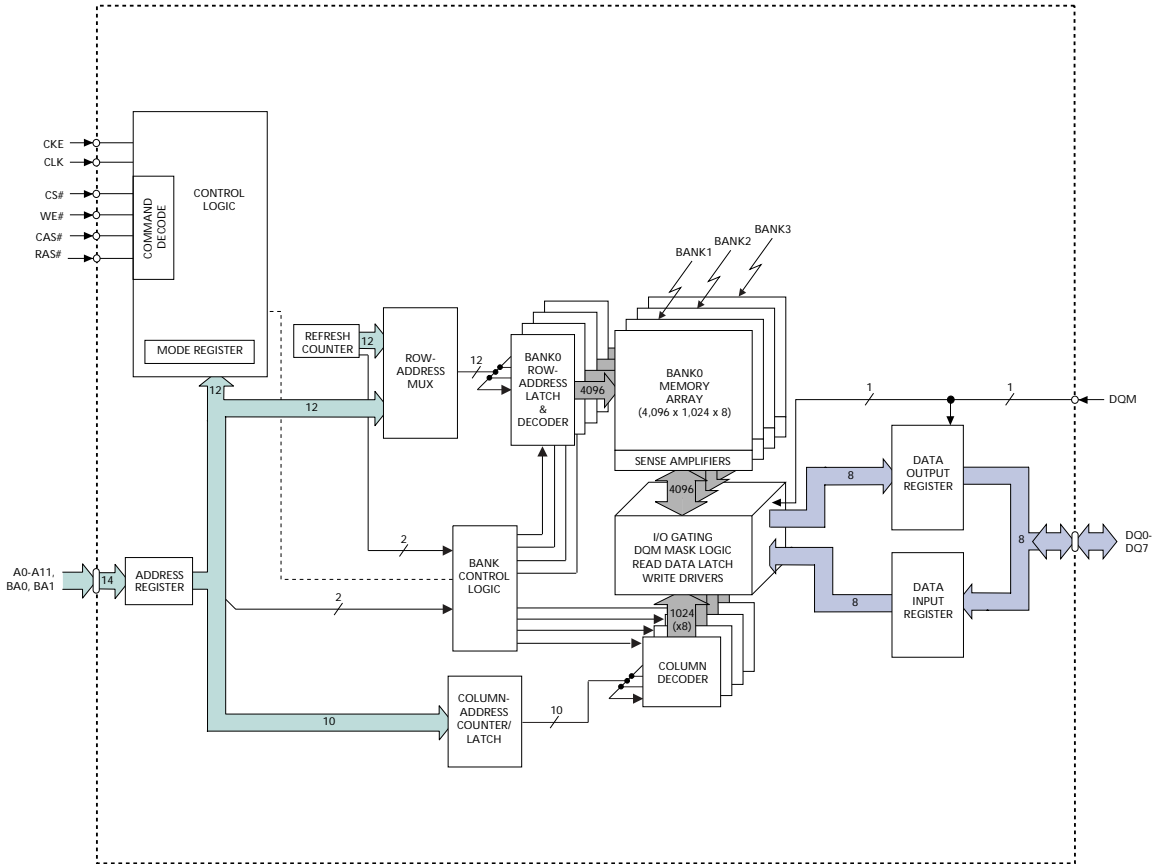 CKE
CLK
CS#
WE#
CAS#
RAS#
COMMAND
DECODE
CONTROL
LOGIC
MODE REGISTER
12
REFRESH
COUNTER
12
12
ROW-
ADDRESS
MUX
12
BANK0
ROW-
ADDRESS
LATCH
&
DECODER
4096
BANK1
BANK2
BANK3
BANK0
MEMORY
ARRAY
(4,096 x 1,024 x 8)
SENSE AMPLIFIERS
4096
I/O GATING
DQM MASK LOGIC
READ DATA LATCH
WRITE DRIVERS
1024
(x8)
COLUMN
DECODER
2
2
BANK
CONTROL
LOGIC
A0-A11,
BA0, BA1
14
ADDRESS
REGISTER
10
COLUMN-
ADDRESS
COUNTER/
LATCH
10
1
1
DQM
8
DATA
OUTPUT
REGISTER
8
DATA
INPUT
REGISTER
8
DQ0-
DQ7